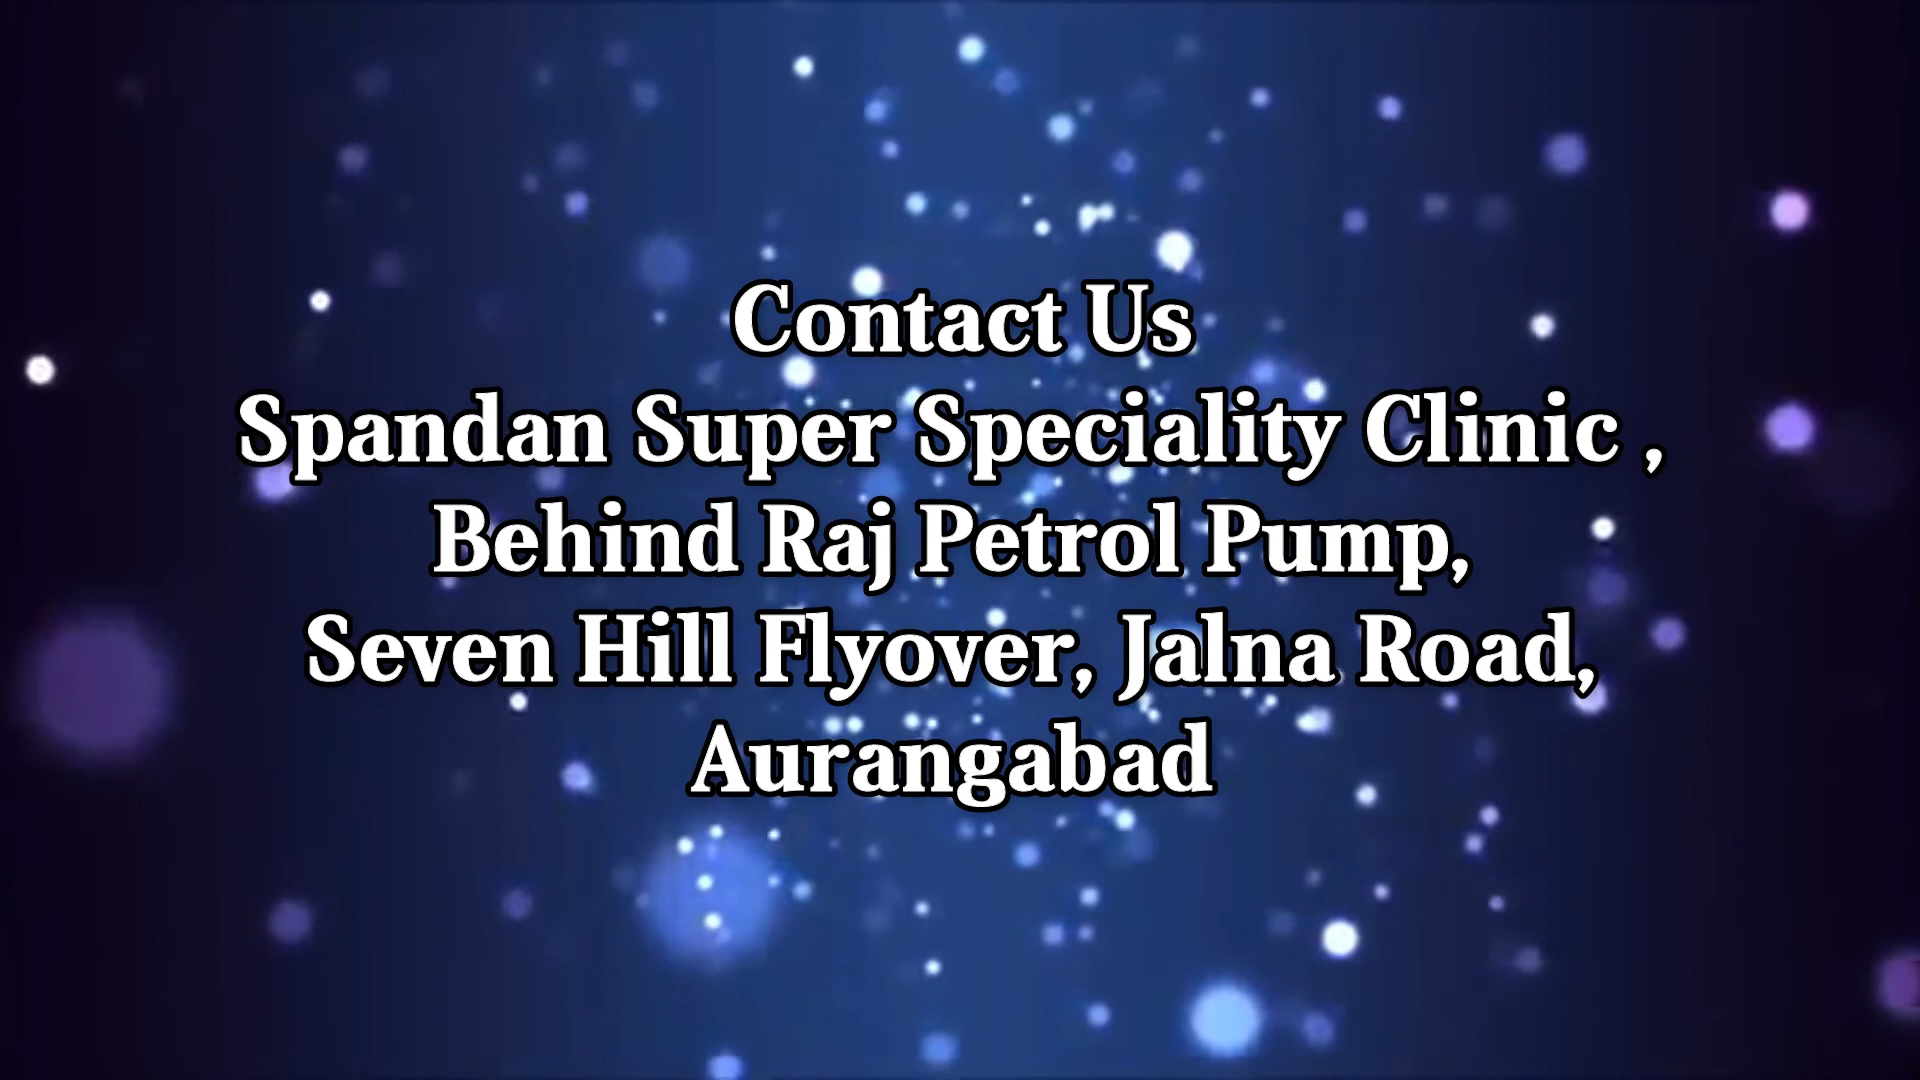 Contact Us
Spandan Super Speciality Clinic ,
Behind Raj Petrol Pump,
Seven Hill Flyover, Jalna Road,
Aurangabad